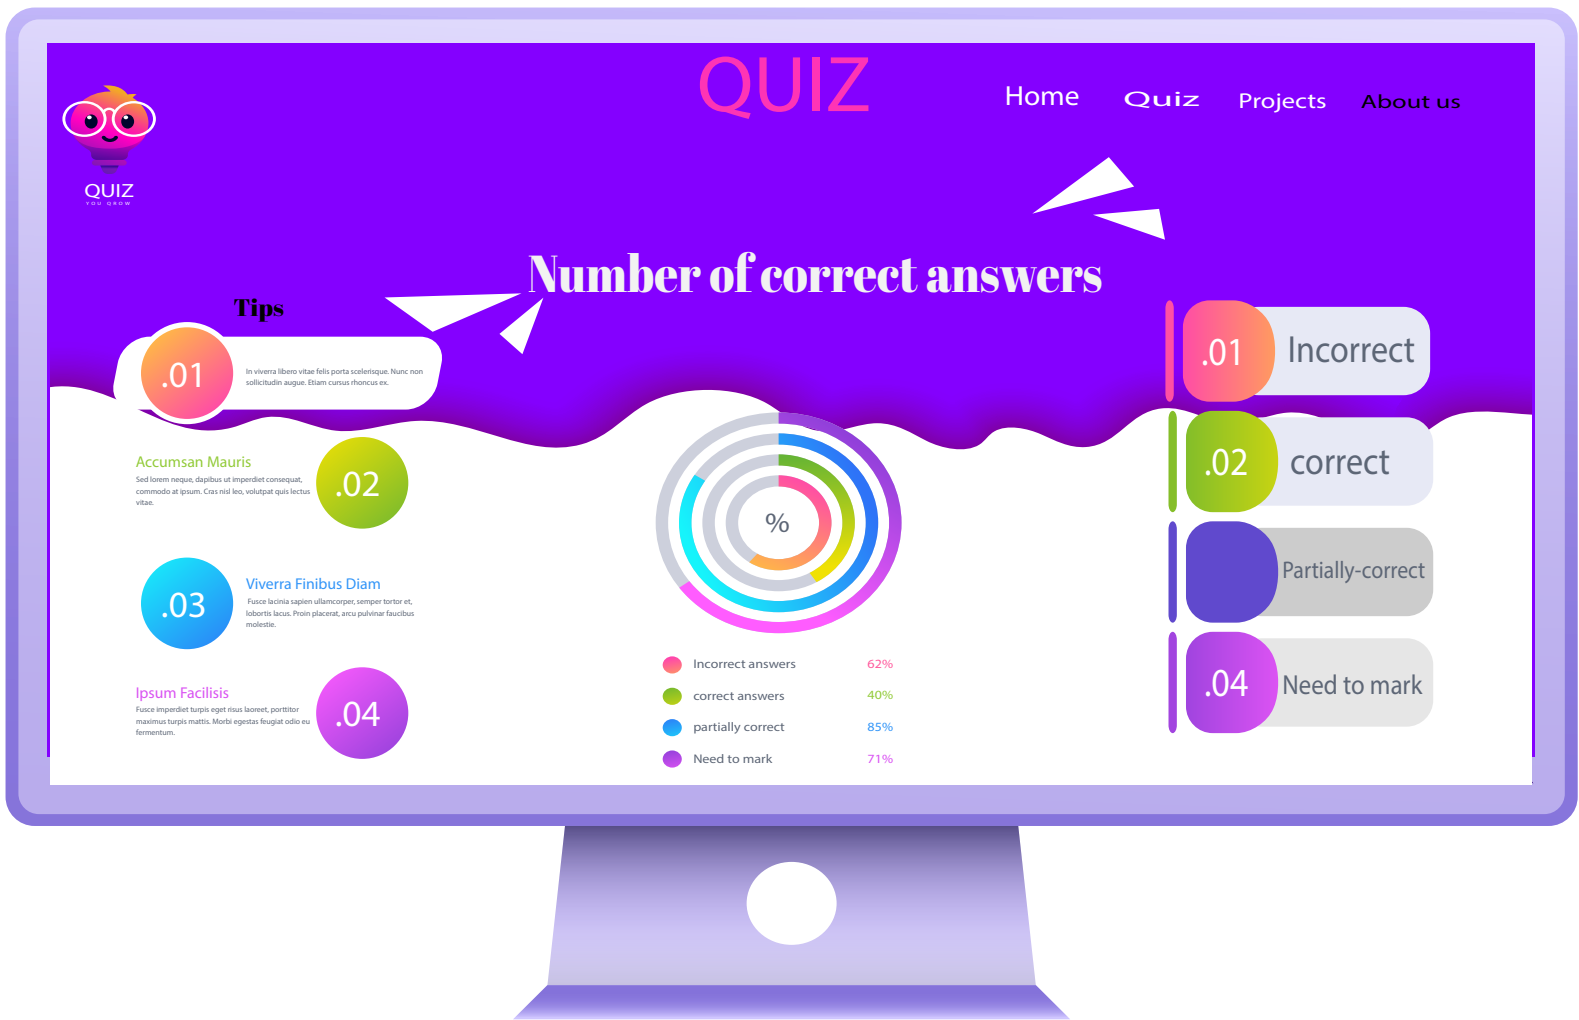 QUIZ
Home
Quiz
Projects
About us
QUIZ
YOU QROW
Number of correct answers
Tips
.01
In viverra libero vitae felis porta scelerisque. Nunc non
sollicitudin augue. Etiam cursus rhoncus ex.
Accumsan Mauris
Sed lorem neque, dapibus ut imperdiet consequat,
commodo at ipsum. Cras nisl leo, volutpat quis lectus
vitae.
.02
.03
Viverra Finibus Diam
Fusce lacinia sapien ullamcorper, semper tortor et,
lobortis lacus. Proin placerat, arcu pulvinar faucibus
molestie.
Ipsum Facilisis
Fusce imperdiet turpis eget risus laoreet, porttitor
maximus turpis mattis. Morbi egestas feugiat odio eu
fermentum.
.04
%
Incorrect answers 62%
correct answers 40%
partially correct 85%
Need to mark 71%
.01 Incorrect
.02 correct
Partially-correct
.04 Need to mark